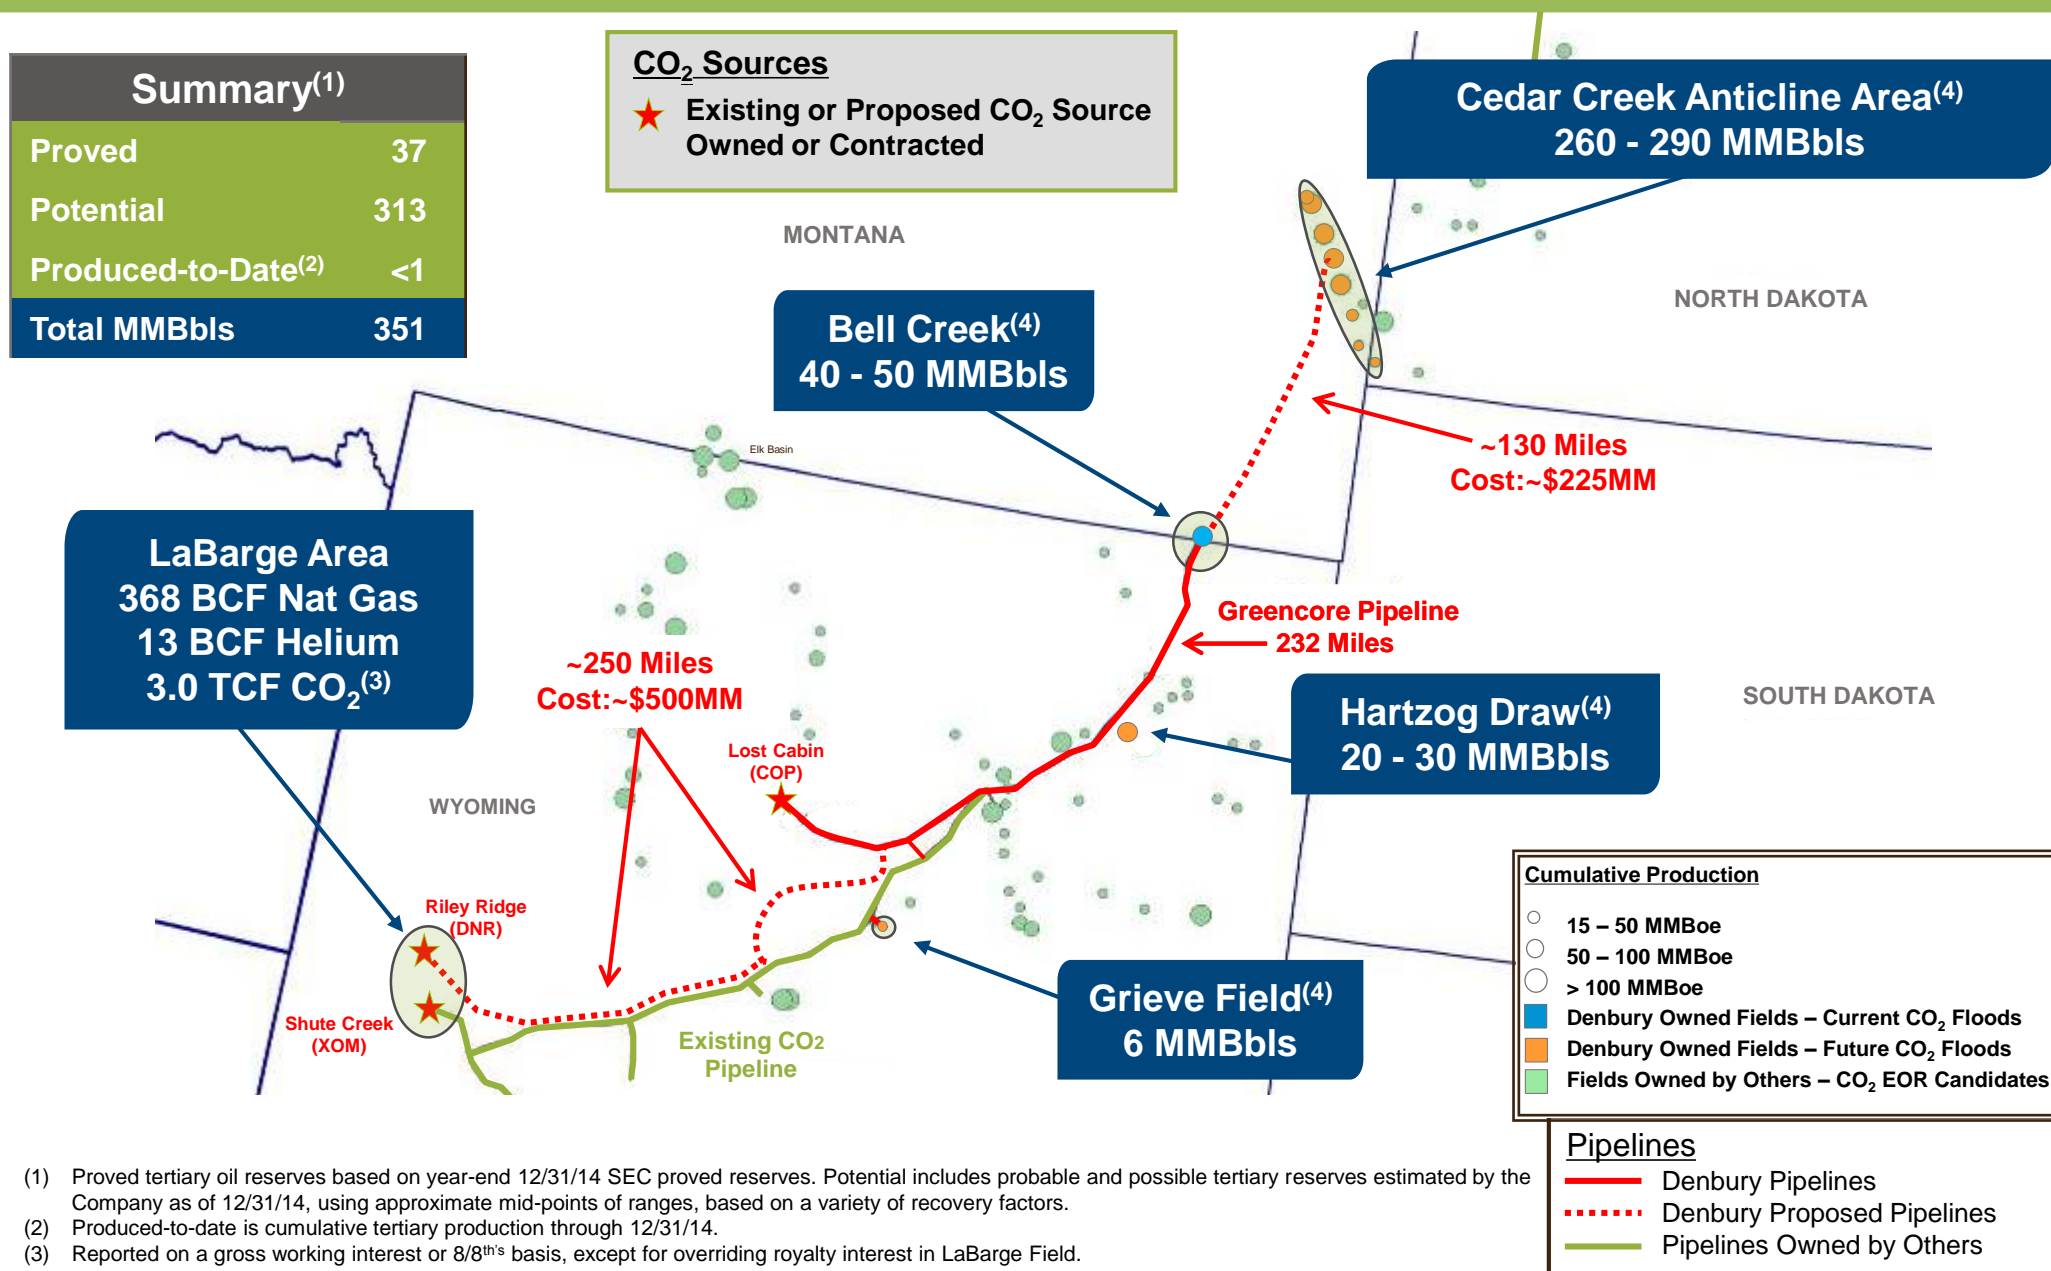 Summary(1)
Proved 37
Potential 313
Produced-to-Date(2) <1
Total MMBbls 351
CO2 Sources
Existing or Proposed CO2 Source
Owned or Contracted
Cedar Creek Anticline Area(4)
260 - 290 MMBbls
MONTANA
NORTH DAKOTA
Bell Creek(4)
40 - 50 MMBbls
~130 Miles
Cost:~$225MM
Elk Basin
LaBarge Area
368 BCF Nat Gas
13 BCF Helium
3.0 TCF CO2(3)
~250 Miles
Cost:~$500MM
Greencore Pipeline
232 Miles
SOUTH DAKOTA
Hartzog Draw(4)
20 - 30 MMBbls
Lost Cabin
(COP)
WYOMING
Riley Ridge
(DNR)
Shute Creek
(XOM)
Existing CO2
Pipeline
Grieve Field(4)
6 MMBbls
Cumulative Production
15 – 50 MMBoe
50 – 100 MMBoe
> 100 MMBoe
Denbury Owned Fields – Current CO2 Floods
Denbury Owned Fields – Future CO2 Floods
Fields Owned by Others – CO2 EOR Candidates
Pipelines
Denbury Pipelines
Denbury Proposed Pipelines
Pipelines Owned by Others
(1) Proved tertiary oil reserves based on year-end 12/31/14 SEC proved reserves. Potential includes probable and possible tertiary reserves estimated by the
Company as of 12/31/14, using approximate mid-points of ranges, based on a variety of recovery factors.
(2) Produced-to-date is cumulative tertiary production through 12/31/14.
(3) Reported on a gross working interest or 8/8th's basis, except for overriding royalty interest in LaBarge Field.